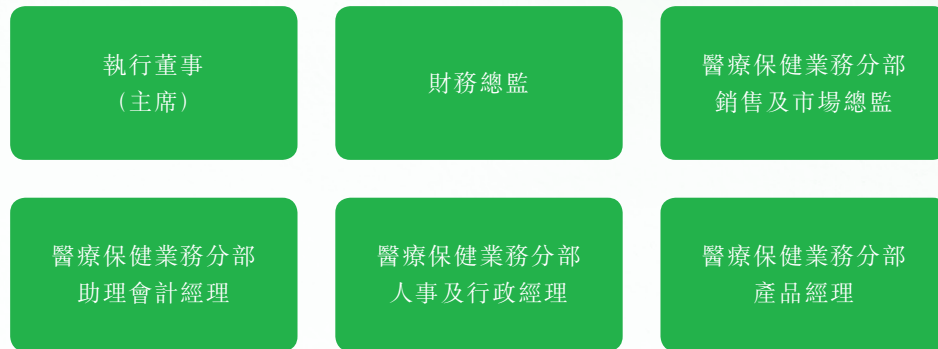 執行董事
(主席)
財務總監
醫療保健業務分部
銷售及市場總監
醫療保健業務分部
助理會計經理
醫療保健業務分部
人事及行政經理
醫療保健業務分部
產品經理